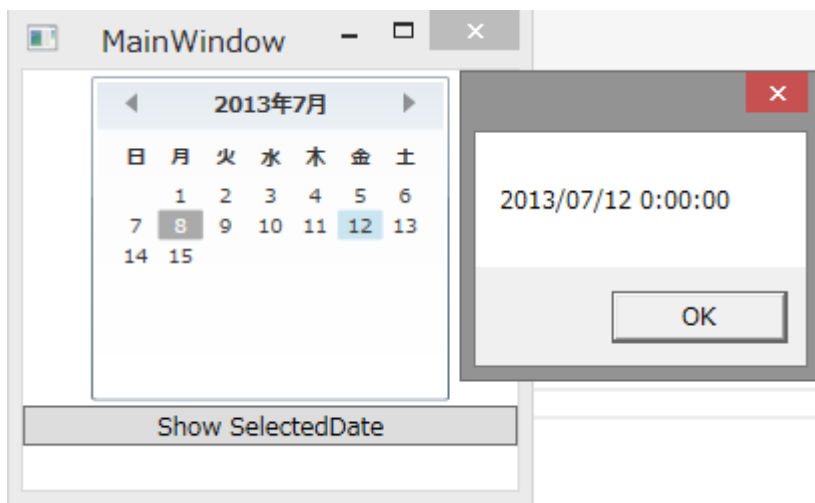 MainWindow
2013年7月
日 月 火 水 木 金 土
1 2 3 4 5 6
7 8 9 10 11 12 13
14 15
Show SelectedDate
2013/07/12 0:00:00
OK